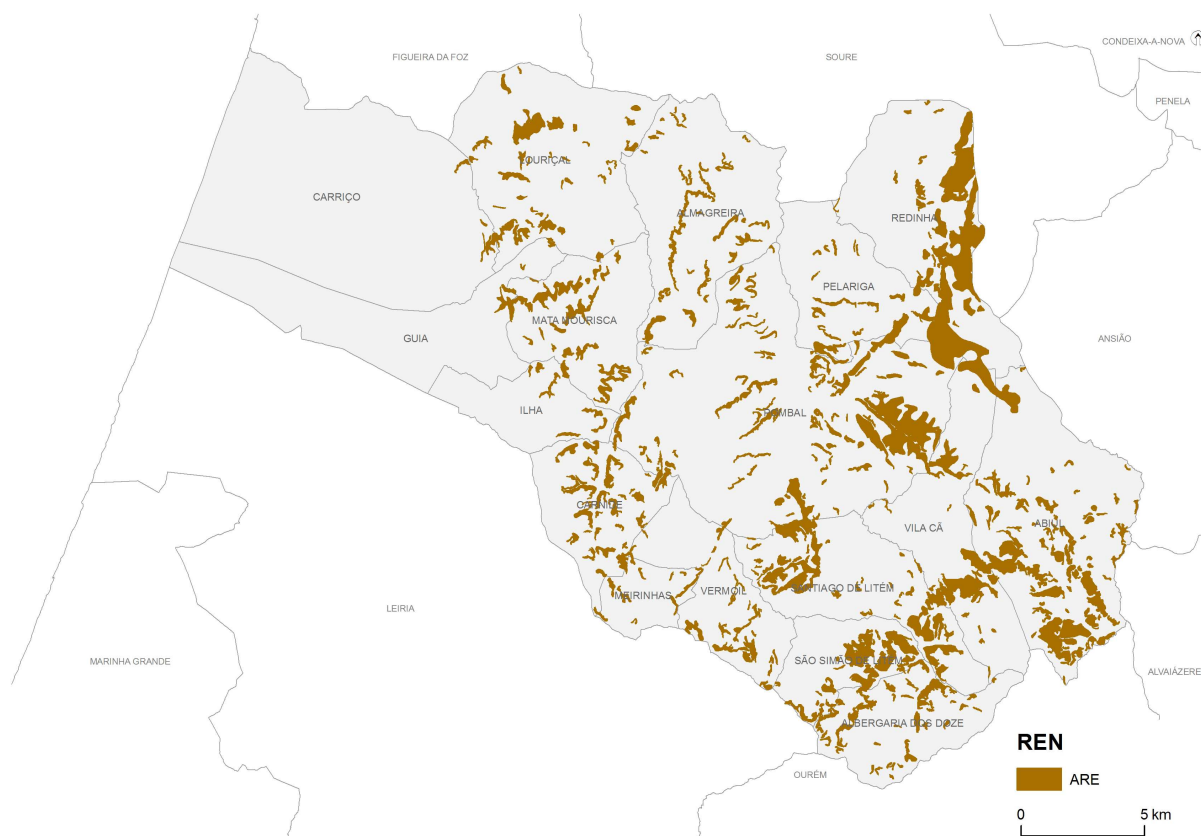 CONDEIXA-A-NOVA
FIGUEIRA DA FOZ
SOURE
PENELA
LOURIÇAL
CARRIÇO
ALMAGREIRA
REDINHA
PELARIGA
MATA MOURISCA
GUIA
ANSIÃO
ILHA
POMBAL
CARNIDE
VILA CÃ
ABIÚL
MEIRINHAS
VERMOIL
SANTIAGO DE LITÉM
LEIRIA
MARINHA GRANDE
SÃO SIMÃO DE LITÉM
ALVAIÁZERE
ALBERGARIA DOS DOZE
OURÉM
REN
ARE
0 5 km